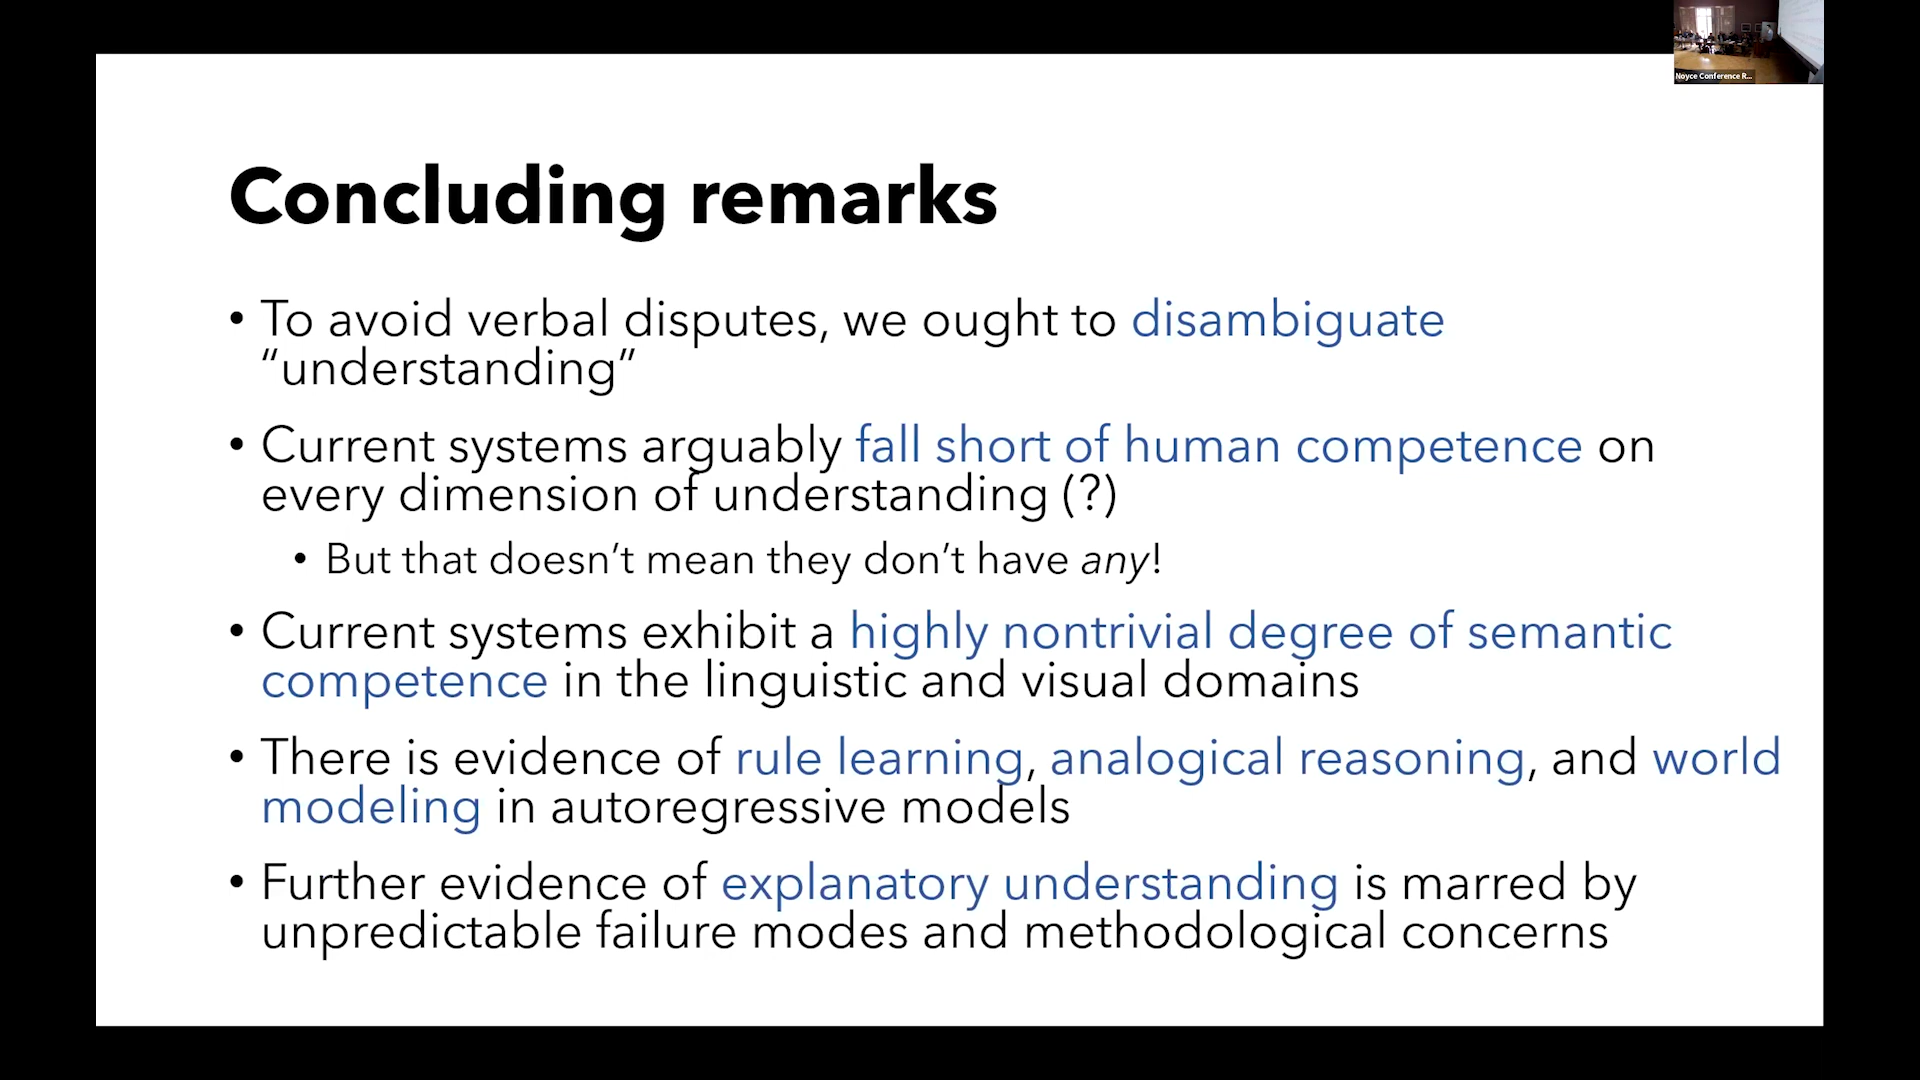 Noyce Conference R...
Concluding remarks
• To avoid verbal disputes, we ought to disambiguate
“understanding”
• Current systems arguably fall short of human competence on
every dimension of understanding (?)
• But that doesn’t mean they don’t have any!
• Current systems exhibit a highly nontrivial degree of semantic
competence in the linguistic and visual domains
• There is evidence of rule learning, analogical reasoning, and world
modeling in autoregressive models
• Further evidence of explanatory understanding is marred by
unpredictable failure modes and methodological concerns